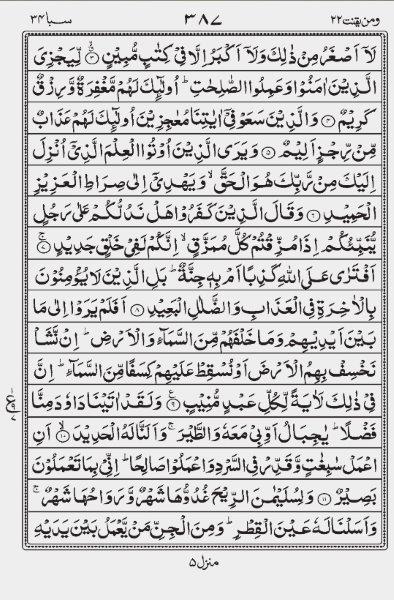 سبا ٣٤ ٣٨٧ ومن يقنت ٢٢
لَاۤ اَصْغَرُ مِنْ ذٰلِكَ وَلَاۤ اَكْبَرُ اِلَّا فِیْ كِتٰبٍ مُّبِیْنٍ ۙ﴿۳﴾ لِّیَجْزِیَ
الَّذِیْنَ اٰمَنُوْا وَعَمِلُوا الصّٰلِحٰتِ ؕ اُولٰٓئِكَ لَهُمْ مَّغْفِرَةٌ وَّرِزْقٌ
كَرِیْمٌ ﴿۴﴾ وَالَّذِیْنَ سَعَوْ فِیْۤ اٰیٰتِنَا مُعٰجِزِیْنَ اُولٰٓئِكَ لَهُمْ عَذَابٌ
مِّنْ رِّجْزٍ اَلِیْمٌ ﴿۵﴾ وَیَرَی الَّذِیْنَ اُوْتُوا الْعِلْمَ الَّذِیْۤ اُنْزِلَ
اِلَیْكَ مِنْ رَّبِّكَ هُوَ الْحَقَّ ۙ وَیَهْدِیْۤ اِلٰی صِرَاطِ الْعَزِیْزِ
الْحَمِیْدِ ﴿۶﴾ وَقَالَ الَّذِیْنَ كَفَرُوْا هَلْ نَدُلُّكُمْ عَلٰی رَجُلٍ
یُّنَبِّئُكُمْ اِذَا مُزِّقْتُمْ كُلَّ مُمَزَّقٍ ۙ اِنَّكُمْ لَفِیْ خَلْقٍ جَدِیْدٍ ۚ﴿۷﴾
اَفْتَرٰی عَلَی اللّٰهِ كَذِبًا اَمْ بِهٖ جِنَّةٌ ؕ بَلِ الَّذِیْنَ لَا یُؤْمِنُوْنَ
بِالْاٰخِرَةِ فِی الْعَذَابِ وَالضَّلٰلِ الْبَعِیْدِ ﴿۸﴾ اَفَلَمْ یَرَوْا اِلٰی مَا
بَیْنَ اَیْدِیْهِمْ وَمَا خَلْفَهُمْ مِّنَ السَّمَآءِ وَالْاَرْضِ ؕ اِنْ نَّشَاْ
نَخْسِفْ بِهِمُ الْاَرْضَ اَوْ نُسْقِطْ عَلَیْهِمْ كِسَفًا مِّنَ السَّمَآءِ ؕ اِنَّ
فِیْ ذٰلِكَ لَاٰیَةً لِّكُلِّ عَبْدٍ مُّنِیْبٍ ﴿۹﴾ وَلَقَدْ اٰتَیْنَا دَاوٗدَ مِنَّا
فَضْلًا ؕ یٰجِبَالُ اَوِّبِیْ مَعَهٗ وَالطَّیْرَ ۚ وَاَلَنَّا لَهُ الْحَدِیْدَ ﴿۱۰﴾ اَنِ
اعْمَلْ سٰبِغٰتٍ وَّقَدِّرْ فِی السَّرْدِ وَاعْمَلُوْا صَالِحًا ؕ اِنِّیْ بِمَا تَعْمَلُوْنَ
بَصِیْرٌ ﴿۱۱﴾ وَلِسُلَیْمٰنَ الرِّیْحَ غُدُوُّهَا شَهْرٌ وَّرَوَاحُهَا شَهْرٌ ۚ
وَاَسَلْنَا لَهٗ عَیْنَ الْقِطْرِ ؕ وَمِنَ الْجِنِّ مَنْ یَّعْمَلُ بَیْنَ یَدَیْهِ
منزل ٥